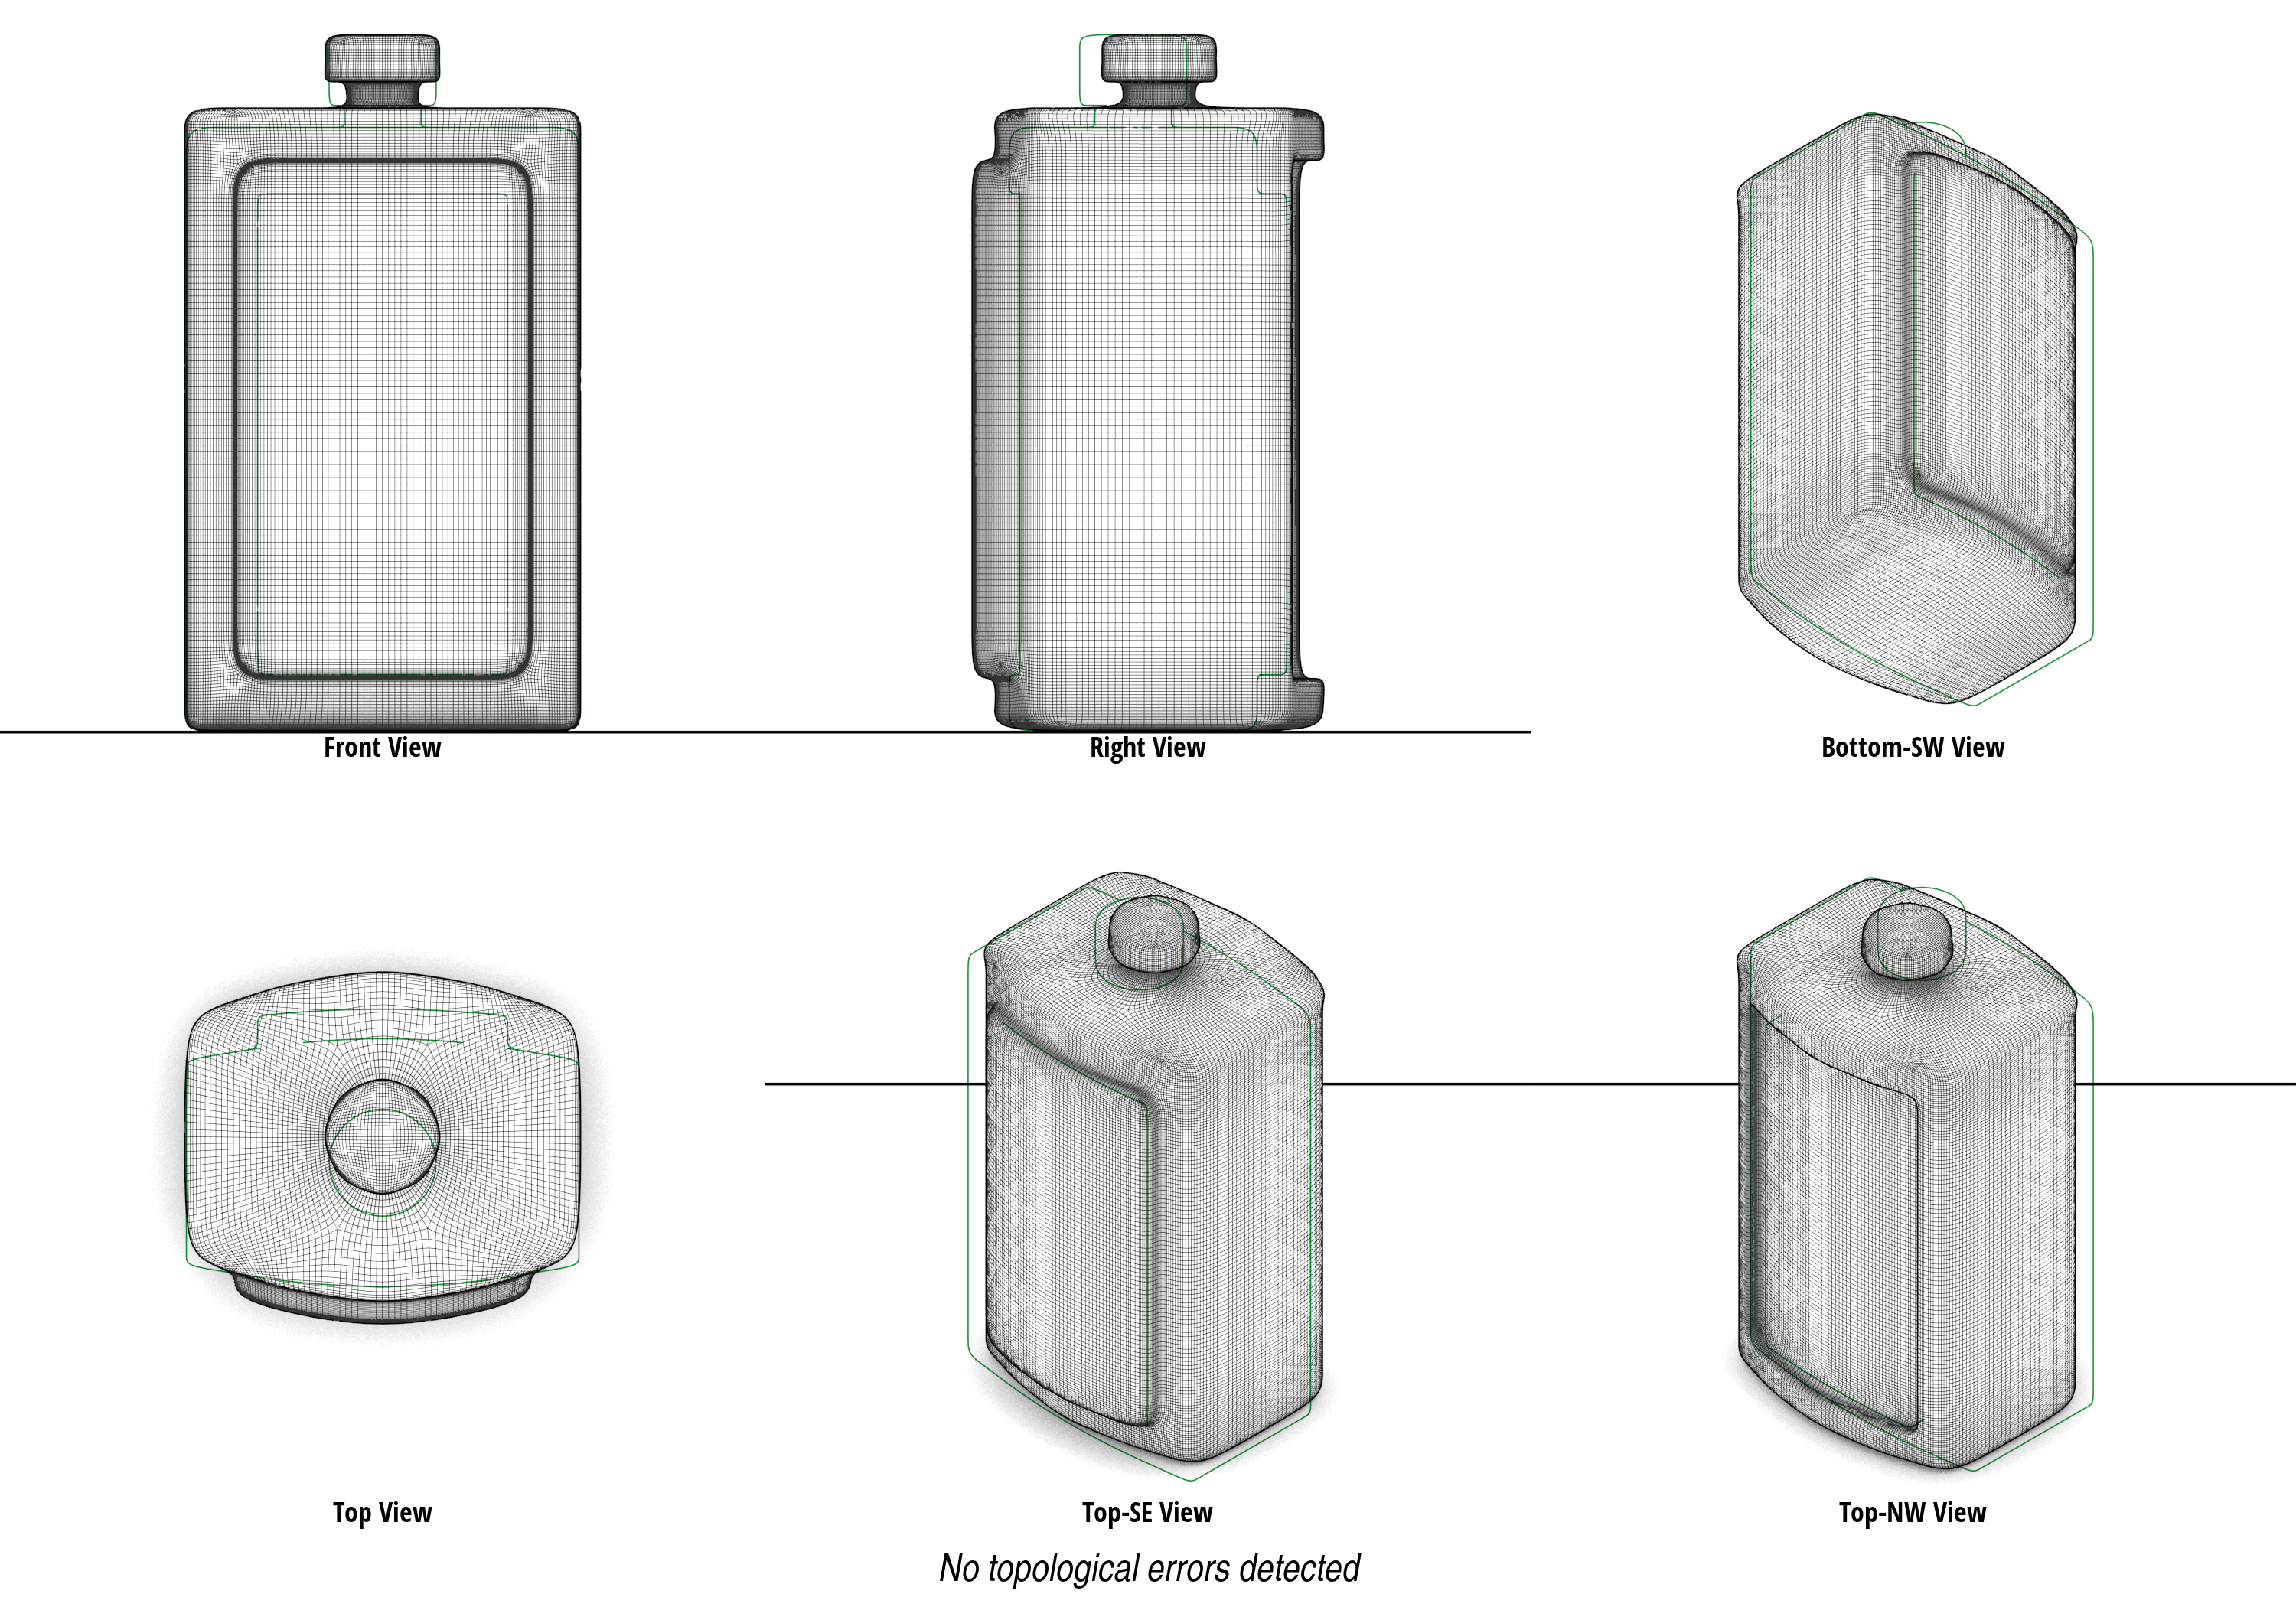 Front View
Right View
Bottom-SW View
Top View
Top-SE View
Top-NW View
No topological errors detected